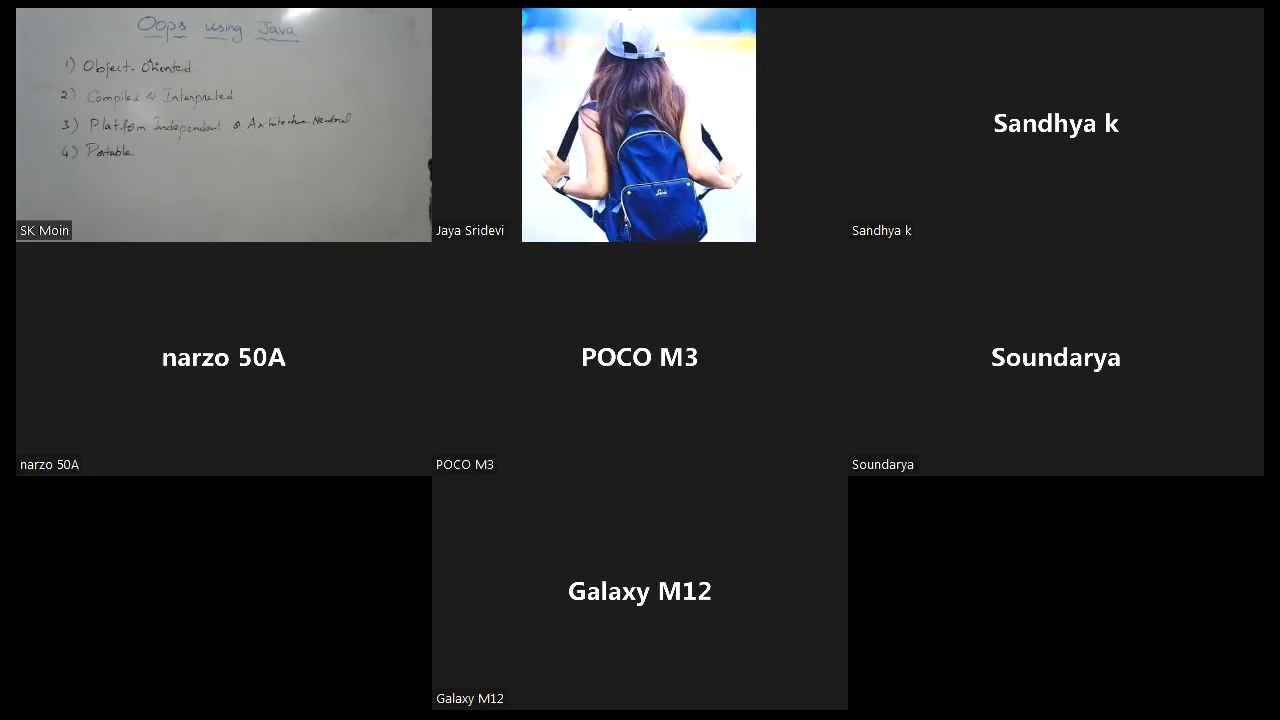 Oops using Java
1) Object-Oriented
2) Compiled & Interpreted
3) Platform Independent or Architecture Neutral
4) Portable
SK Moin
Jaya Sridevi
Sandhya k
Sandhya k
narzo 50A
POCO M3
Soundarya
narzo 50A
POCO M3
Soundarya
Galaxy M12
Galaxy M12